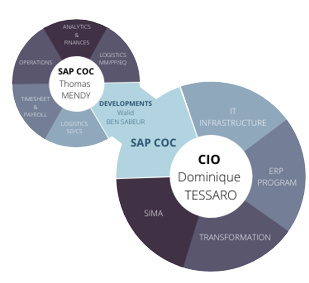 ANALYTICS
&
FINANCES
OPERATIONS
LOGISTICS
MM/PP/EQ
SAP COC
Thomas
MENDY
TIMESHEET
&
PAYROLL
LOGISTICS
SD/CS
DEVELOPMENTS
Walid
BEN SABEUR
SAP COC
IT
INFRASTRUCTURE
CIO
Dominique
TESSARO
ERP
PROGRAM
SIMA
TRANSFORMATION